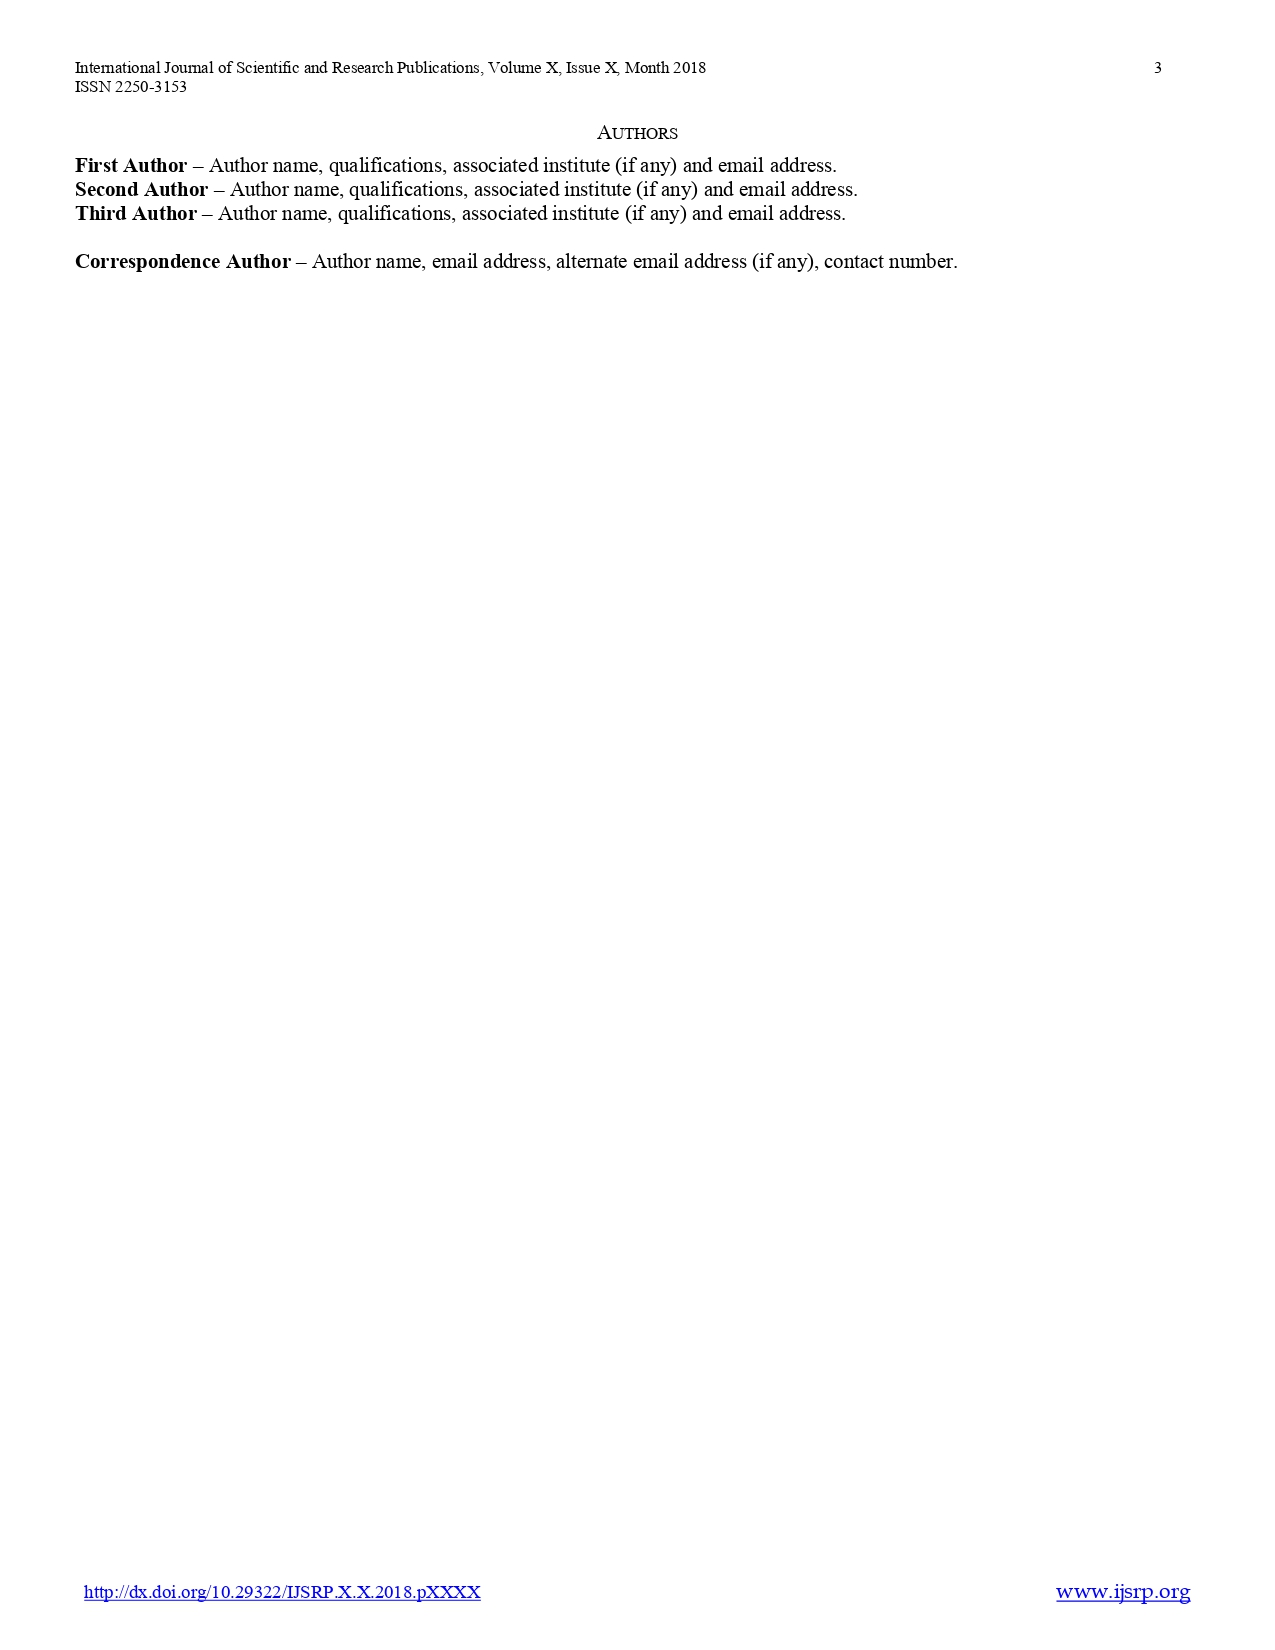 International Journal of Scientific and Research Publications, Volume X, Issue X, Month 2018 3
ISSN 2250-3153
AUTHORS
First Author – Author name, qualifications, associated institute (if any) and email address.
Second Author – Author name, qualifications, associated institute (if any) and email address.
Third Author – Author name, qualifications, associated institute (if any) and email address.
Correspondence Author – Author name, email address, alternate email address (if any), contact number.
http://dx.doi.org/10.29322/IJSRP.X.X.2018.pXXXX www.ijsrp.org